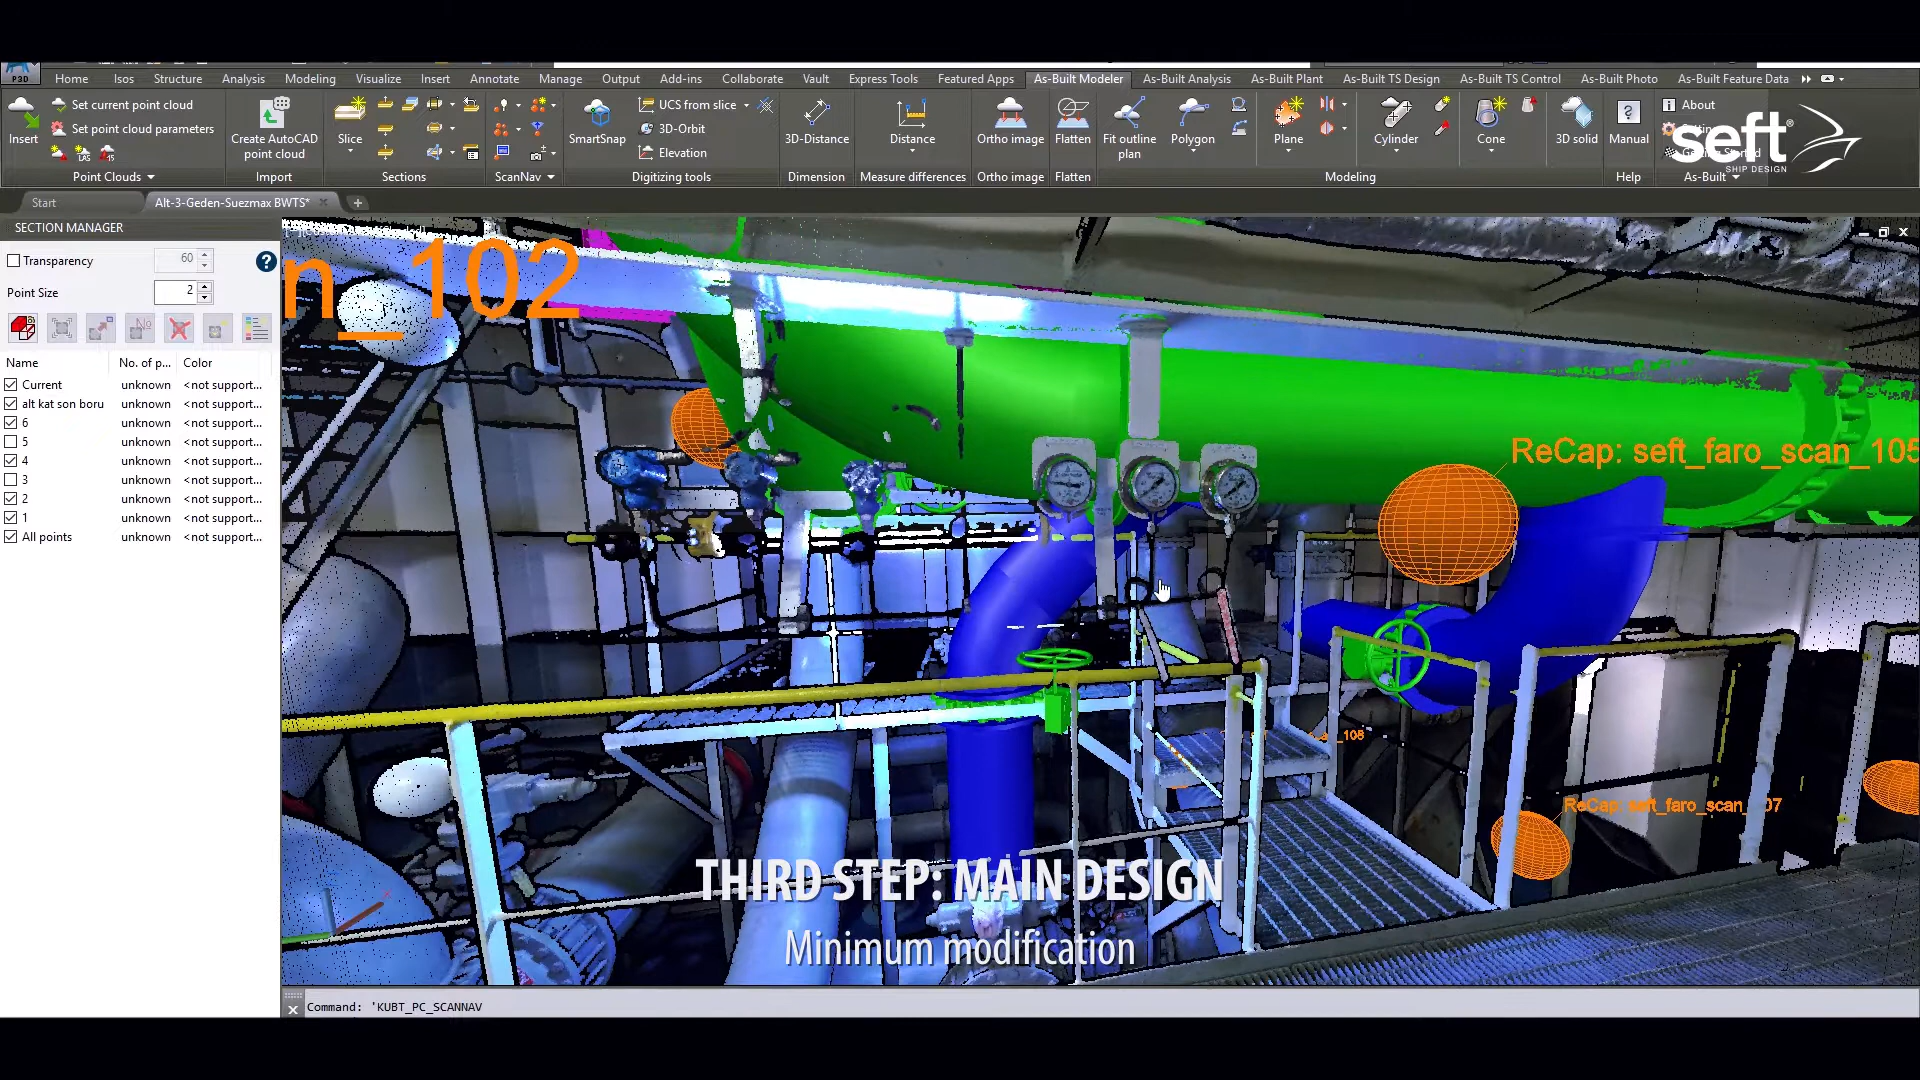 P3D
Home Isos Structure Analysis Modeling Visualize Insert Annotate Manage Output Add-ins Collaborate Vault Express Tools Featured Apps As-Built Modeler As-Built Analysis As-Built Plant As-Built TS Design As-Built TS Control As-Built Photo As-Built Feature Data
Insert
Set current point cloud
Set point cloud parameters
LAS
Point Clouds
Create AutoCAD
point cloud
Import
Slice
Sections
ScanNav
SmartSnap
UCS from slice
3D-Orbit
Elevation
Digitizing tools
3D-Distance
Dimension
Distance
Measure differences
Ortho image
Ortho image
Flatten
Flatten
Fit outline
plan
Polygon
Plane
Cylinder
Cone
3D solid
Modeling
Manual
Help
About
Getting Started
As-Built
seft
SHIP DESIGN
Start
Alt-3-Geden-Suezmax BWTS*
SECTION MANAGER
Transparency 60
Point Size 2
Name No. of p... Color
Current unknown <not support...
alt kat son boru unknown <not support...
6 unknown <not support...
5 unknown <not support...
4 unknown <not support...
3 unknown <not support...
2 unknown <not support...
1 unknown <not support...
All points unknown <not support...
n_102
ReCap: seft_faro_scan_105
ReCap: seft_faro_scan_107
THIRD STEP: MAIN DESIGN
Minimum modification
Command: 'KUBT_PC_SCANNAV